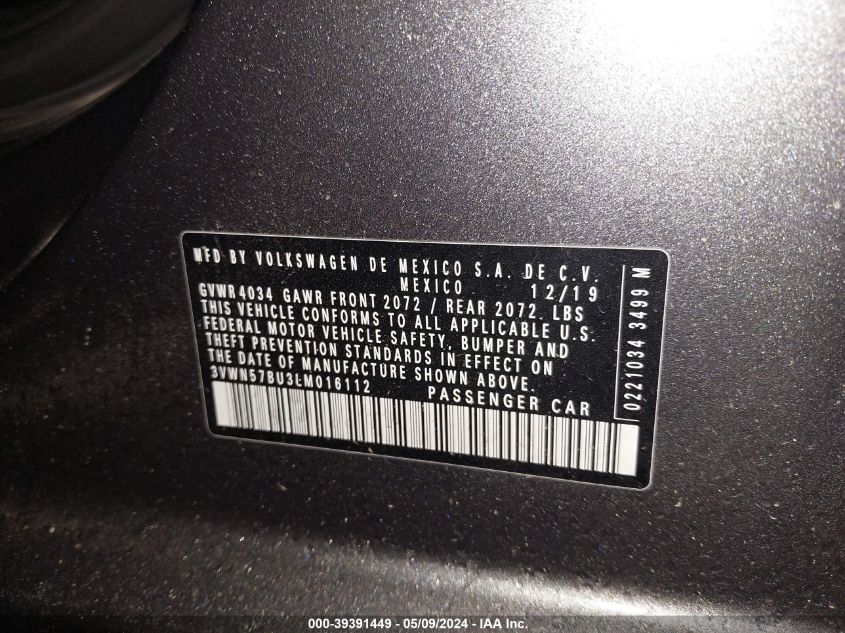 MFD BY VOLKSWAGEN DE MEXICO S.A. DE C.V.
MEXICO 12/19
GVWR 4034 GAWR FRONT 2072 / REAR 2072. LBS
THIS VEHICLE CONFORMS TO ALL APPLICABLE U.S.
FEDERAL MOTOR VEHICLE SAFETY, BUMPER AND
THEFT PREVENTION STANDARDS IN EFFECT ON
THE DATE OF MANUFACTURE SHOWN ABOVE.
3VWN57BU3LM016112 PASSENGER CAR
0221034 3499 M
000-39391449 - 05/09/2024 - IAA Inc.